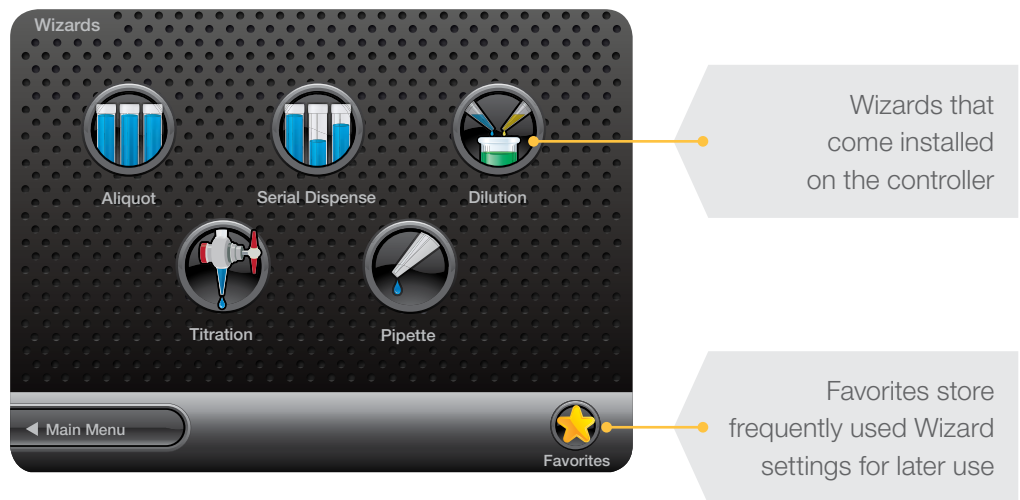 Wizards
Aliquot
Serial Dispense
Dilution
Titration
Pipette
◀ Main Menu
Favorites
Wizards that
come installed
on the controller
Favorites store
frequently used Wizard
settings for later use